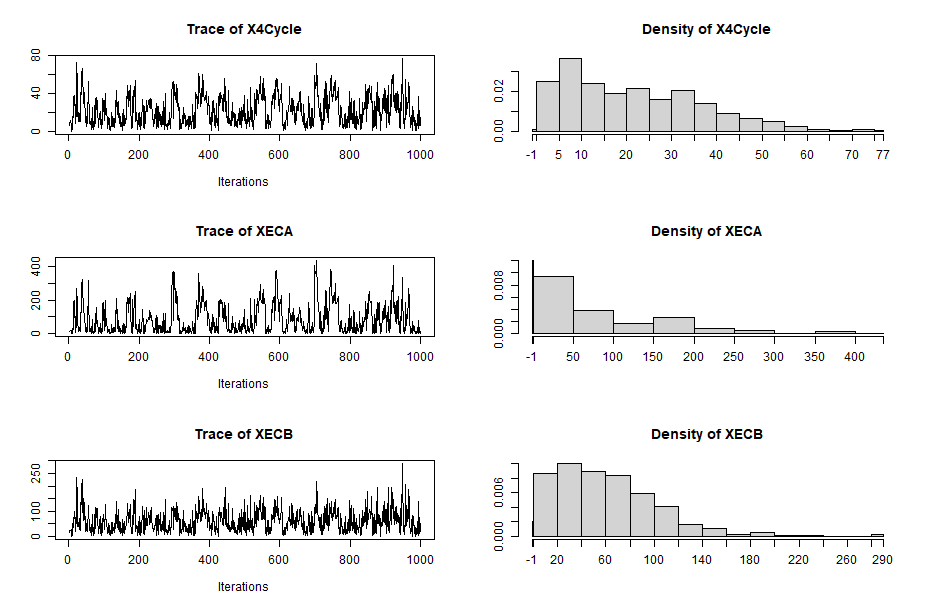 Trace of X4Cycle
80
40
0
0 200 400 600 800 1000
Iterations
Density of X4Cycle
0.02
0.00
-1 5 10 20 30 40 50 60 70 77
Trace of XECA
400
200
0
0 200 400 600 800 1000
Iterations
Density of XECA
0.008
0.000
-1 50 100 150 200 250 300 350 400
Trace of XECB
250
100
0
0 200 400 600 800 1000
Iterations
Density of XECB
0.006
0.000
-1 20 60 100 140 180 220 260 290